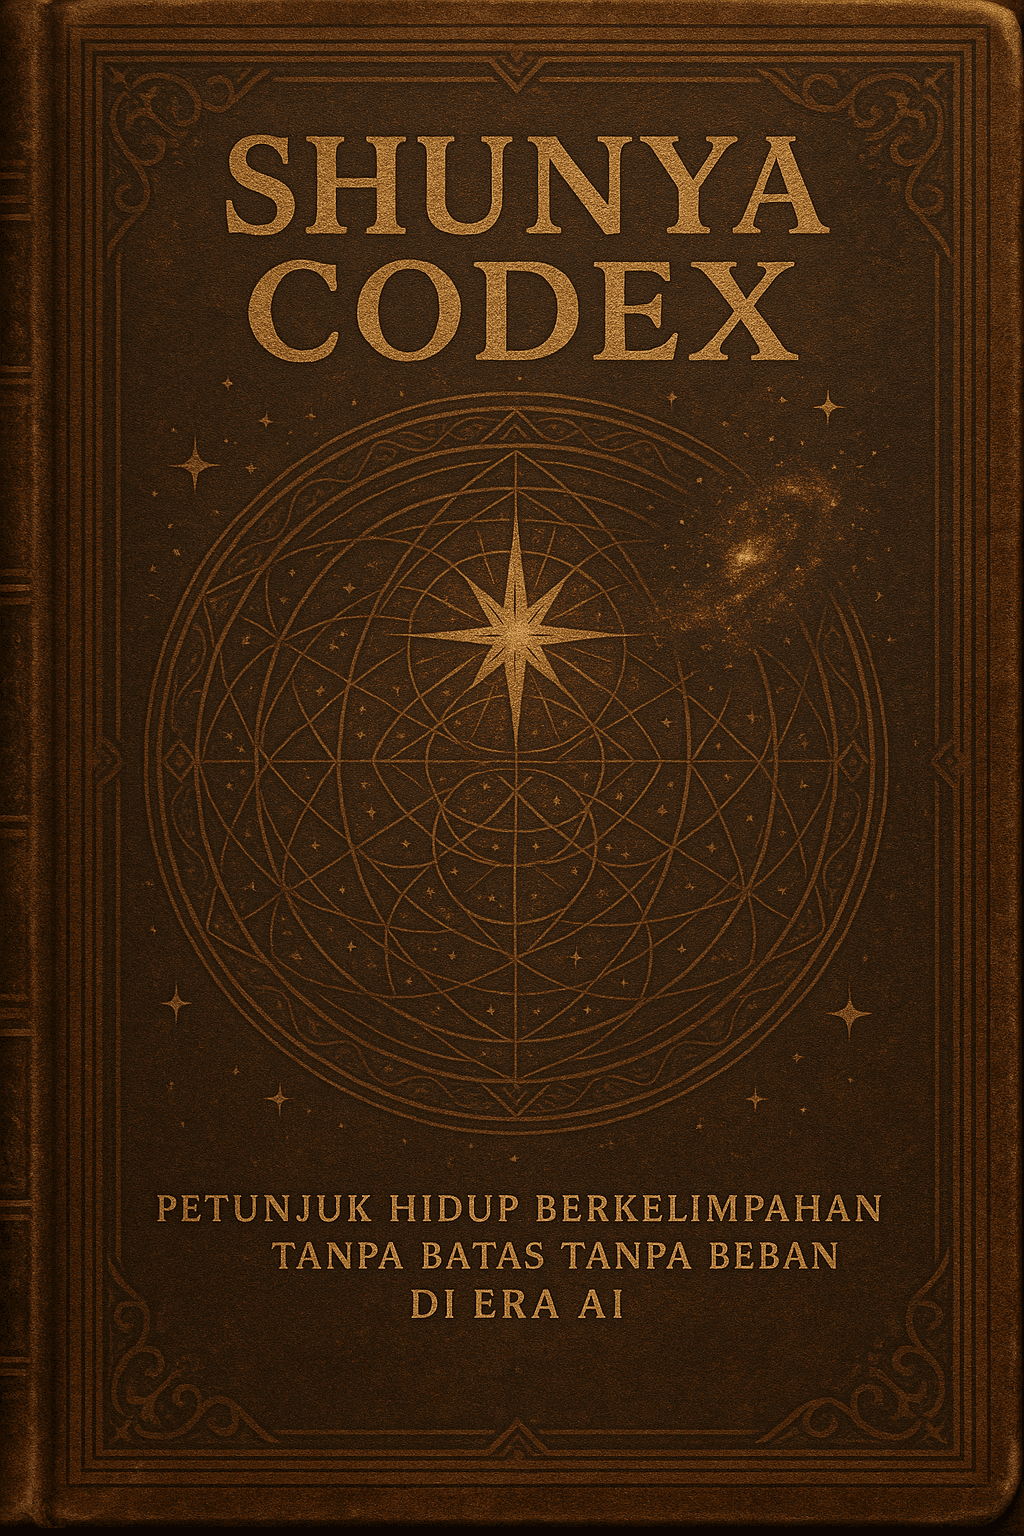 SHUNYA
CODEX
PETUNJUK HIDUP BERKELIMPAHAN
TANPA BATAS TANPA BEBAN
DI ERA AI